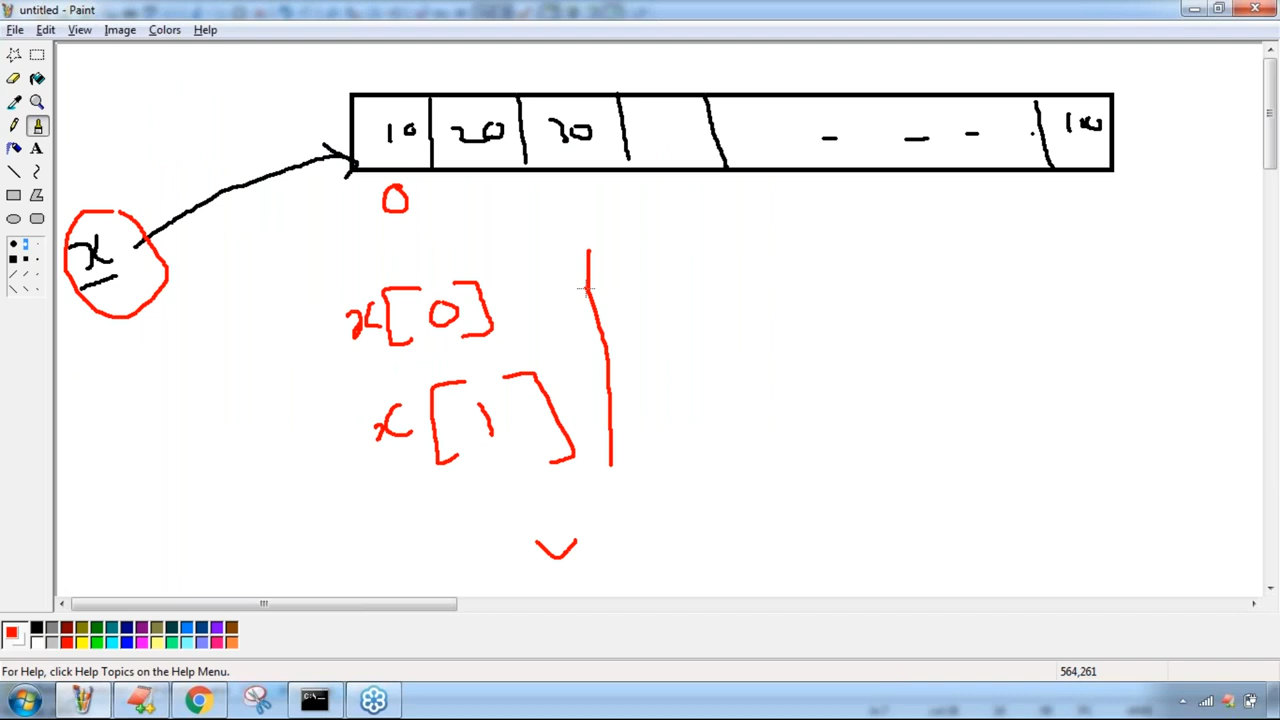 untitled - Paint
File Edit View Image Colors Help
10 20 30 - - - . 100
0
x
x[0]
x[1]
For Help, click Help Topics on the Help Menu.
564,261